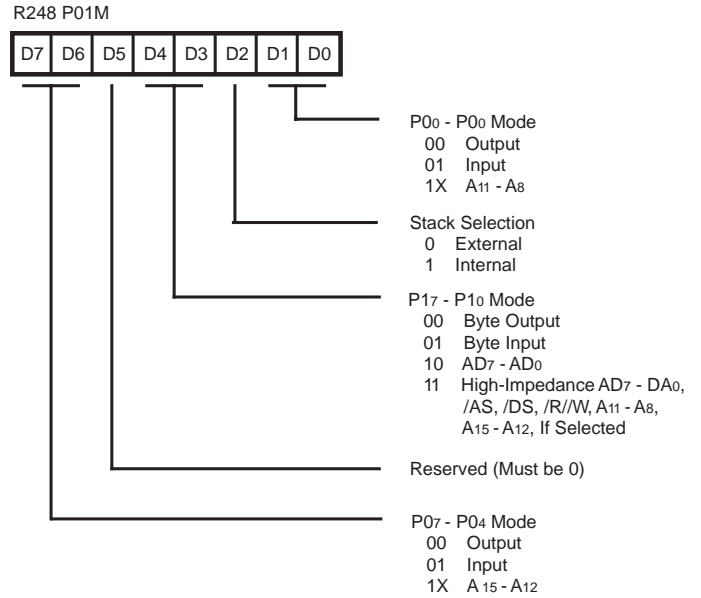 R248 P01M
D7 D6 D5 D4 D3 D2 D1 D0
P00 - P00 Mode
00 Output
01 Input
1X A11 - A8
Stack Selection
0 External
1 Internal
P17 - P10 Mode
00 Byte Output
01 Byte Input
10 AD7 - AD0
11 High-Impedance AD7 - DA0,
/AS, /DS, /R//W, A11 - A8,
A15 - A12, If Selected
Reserved (Must be 0)
P07 - P04 Mode
00 Output
01 Input
1X A 15 - A12